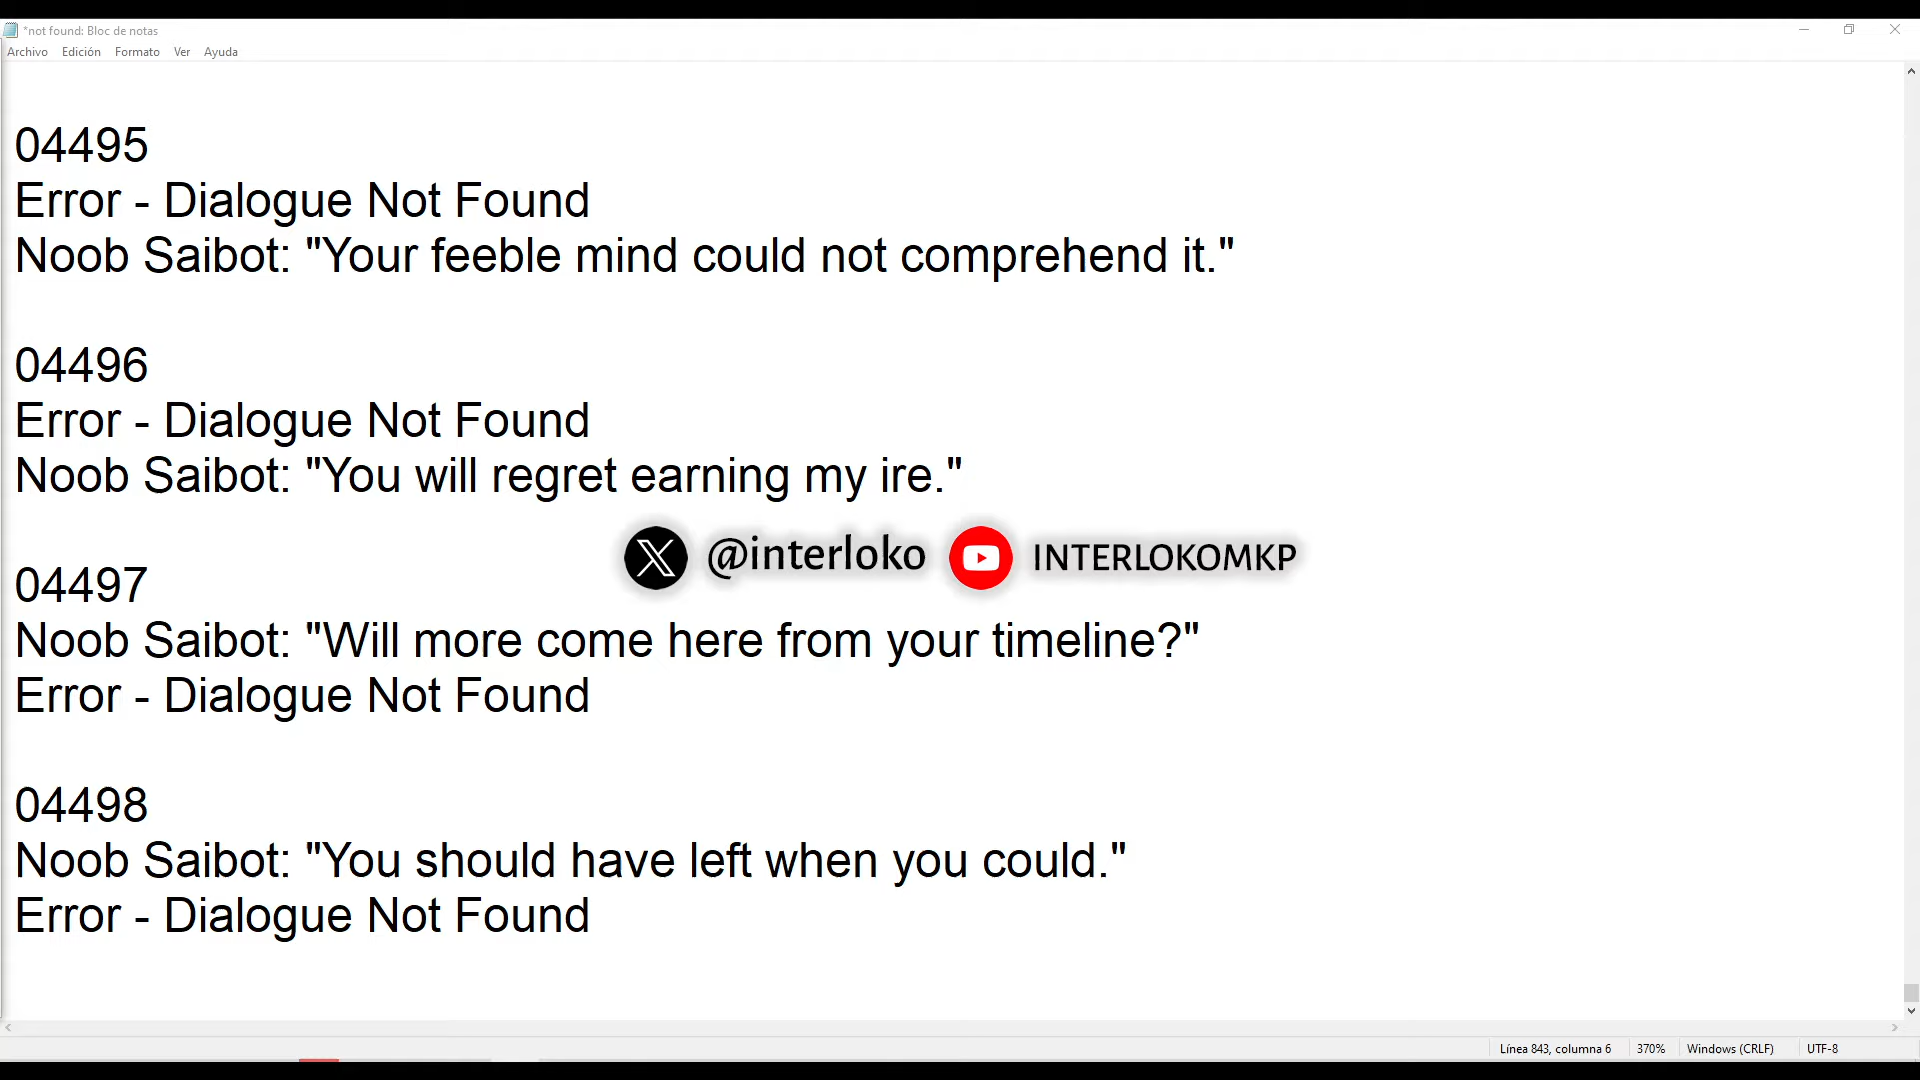 *not found: Bloc de notas
Archivo Edición Formato Ver Ayuda
04495
Error - Dialogue Not Found
Noob Saibot: "Your feeble mind could not comprehend it."
04496
Error - Dialogue Not Found
Noob Saibot: "You will regret earning my ire."
@interloko INTERLOKOMKP
04497
Noob Saibot: "Will more come here from your timeline?"
Error - Dialogue Not Found
04498
Noob Saibot: "You should have left when you could."
Error - Dialogue Not Found
Línea 843, columna 6 370% Windows (CRLF) UTF-8